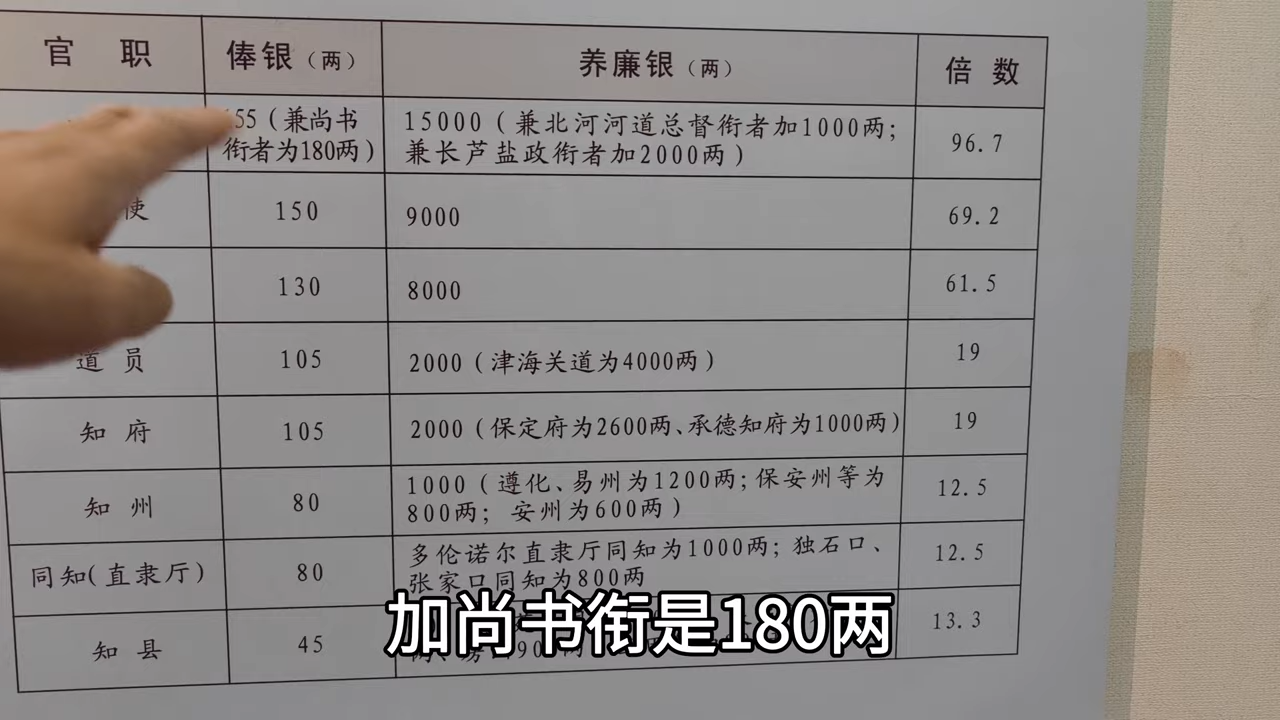 官 职 俸银（两） 养廉银（两） 倍 数
55（兼尚书
衔者为180两）
15000（兼北河河道总督衔者加1000两；
兼长芦盐政衔者加2000两）
96.7
使 150 9000 69.2
130 8000 61.5
道 员 105 2000（津海关道为4000两） 19
知 府 105 2000（保定府为2600两、承德知府为1000两） 19
知 州 80
1000（遵化、易州为1200两；保安州等为
800两； 安州为600两）
12.5
同知(直隶厅) 80
多伦诺尔直隶厅同知为1000两；独石口、
张家口同知为800两
12.5
知 县 45
13.3
加尚书衔是180两